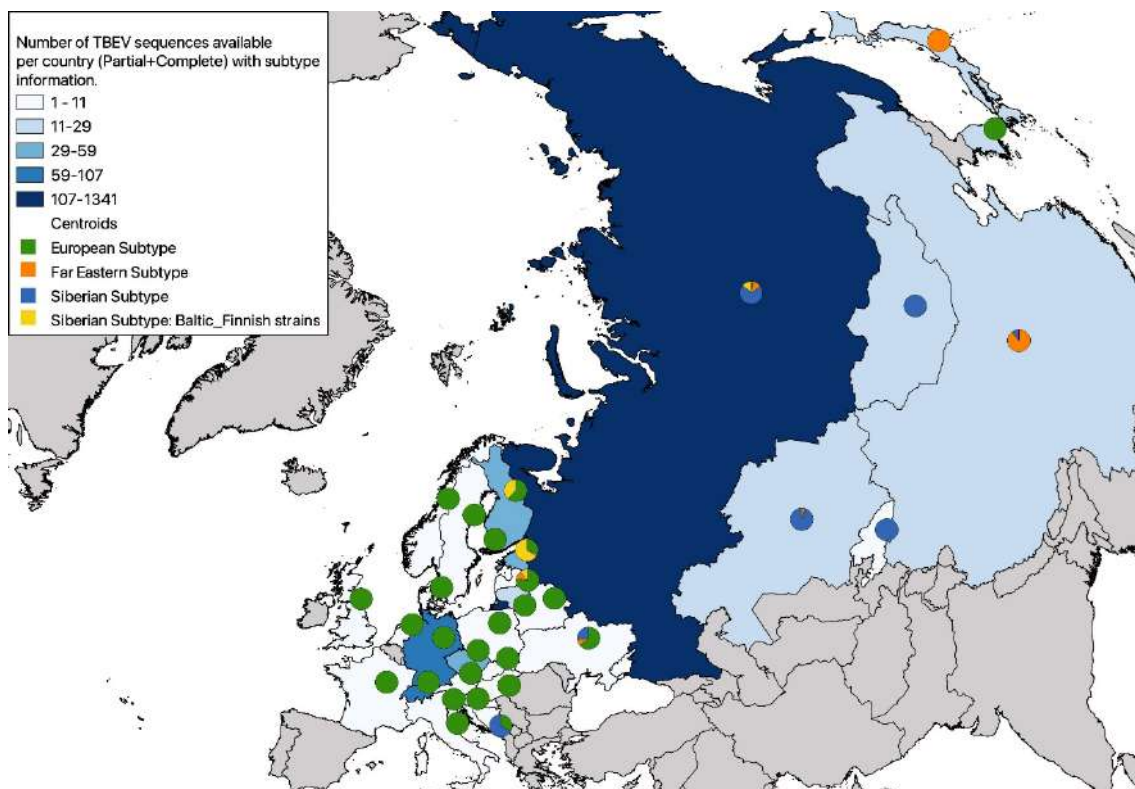 Number of TBEV sequences available
per country (Partial+Complete) with subtype
information.
1 - 11
11-29
29-59
59-107
107-1341
Centroids
European Subtype
Far Eastern Subtype
Siberian Subtype
Siberian Subtype: Baltic_Finnish strains